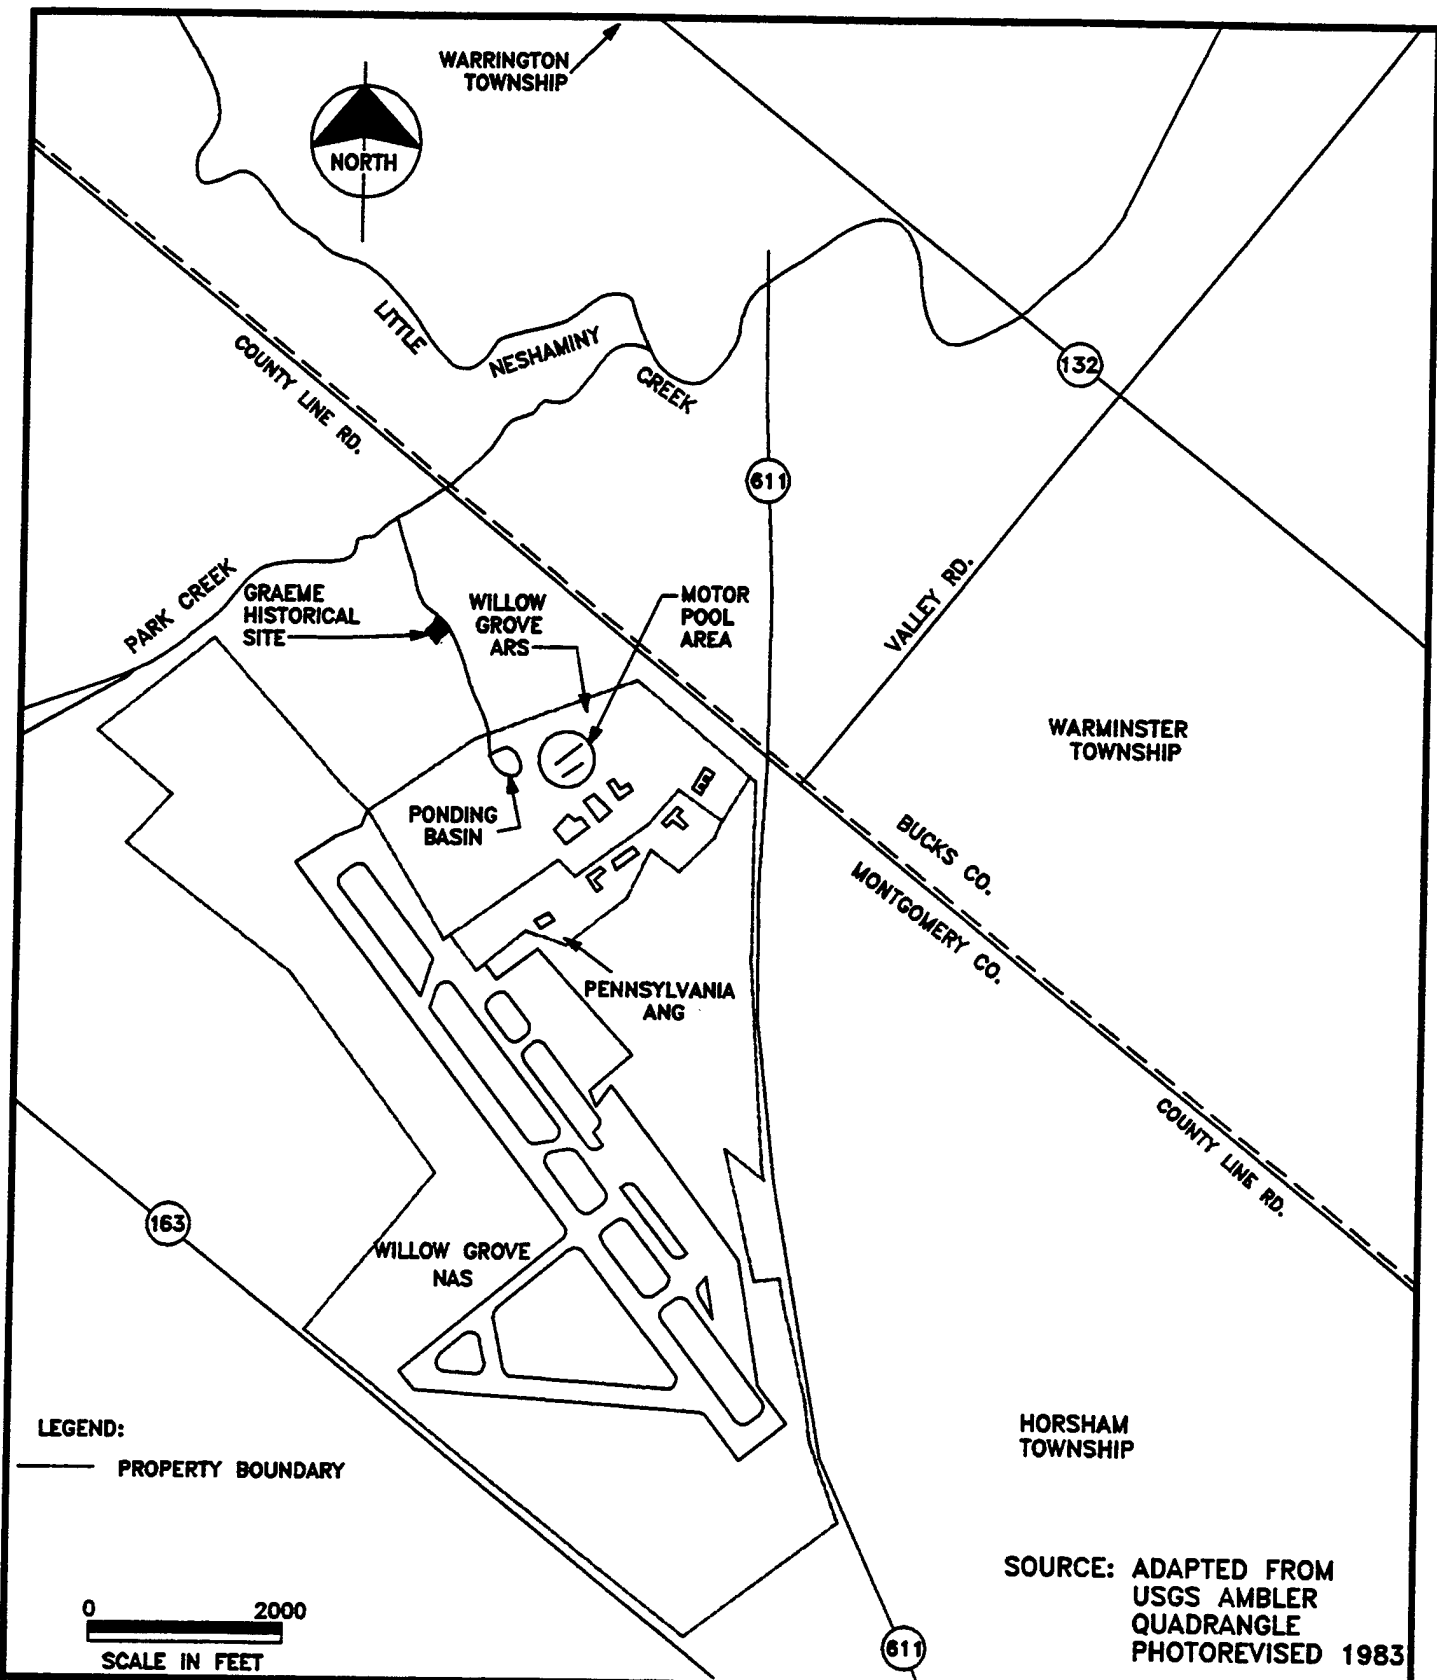 WARRINGTON
TOWNSHIP
NORTH
LITTLE
NESHAMINY
CREEK
COUNTY LINE RD.
132
611
PARK CREEK
GRAEME
HISTORICAL
SITE
WILLOW
GROVE
ARS
MOTOR
POOL
AREA
VALLEY RD.
WARMINSTER
TOWNSHIP
PONDING
BASIN
BUCKS CO.
MONTGOMERY CO.
PENNSYLVANIA
ANG
COUNTY LINE RD.
163
WILLOW GROVE
NAS
LEGEND:
PROPERTY BOUNDARY
HORSHAM
TOWNSHIP
0 2000
SCALE IN FEET
611
SOURCE: ADAPTED FROM
USGS AMBLER
QUADRANGLE
PHOTOREVISED 1983